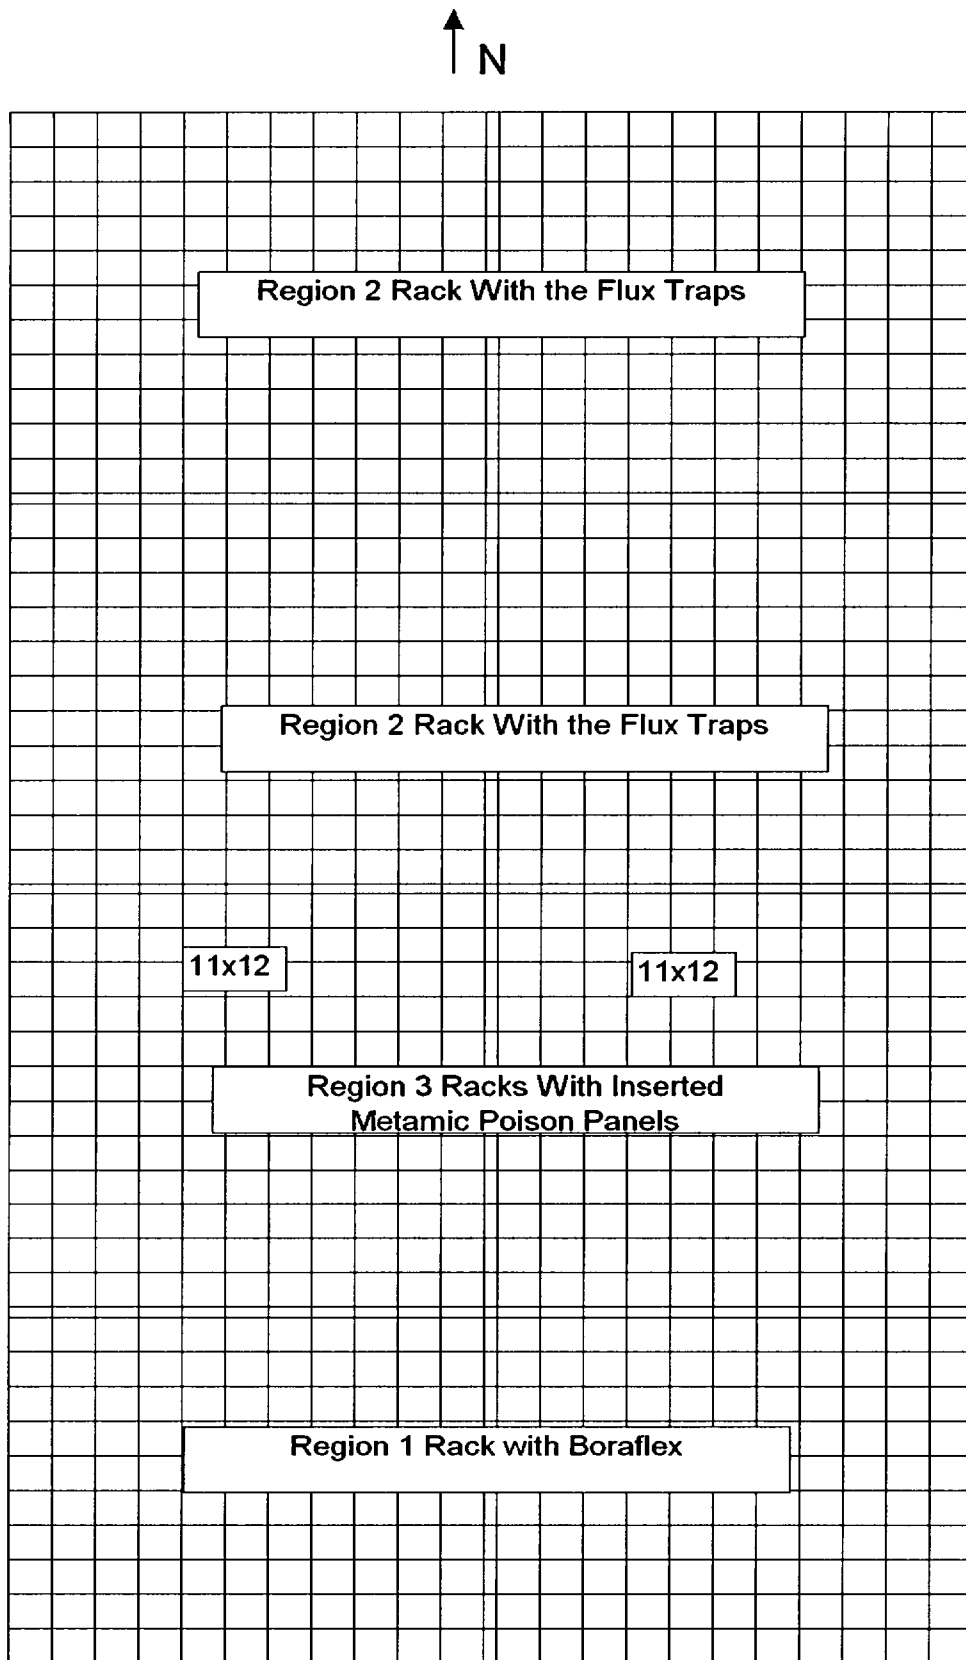 N
Region 2 Rack With the Flux Traps
Region 2 Rack With the Flux Traps
11x12
11x12
Region 3 Racks With Inserted
Metamic Poison Panels
Region 1 Rack with Boraflex